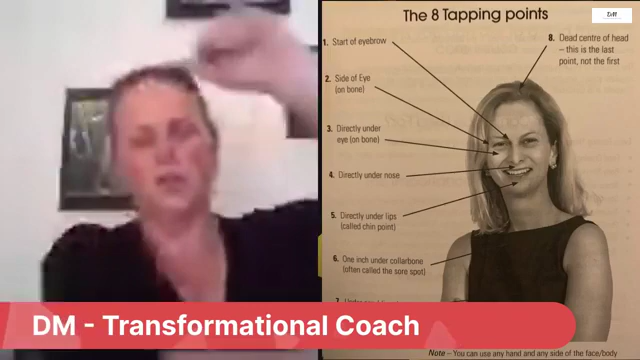 The 8 Tapping points
DM
1. Start of eyebrow
8. Dead centre of head
– this is the last
point, not the first
2. Side of Eye
(on bone)
3. Directly under
eye (on bone)
4. Directly under nose
5. Directly under lips
(called chin point)
6. One inch under collarbone
(often called the sore spot)
DM - Transformational Coach
Note – You can use any hand and any side of the face/body